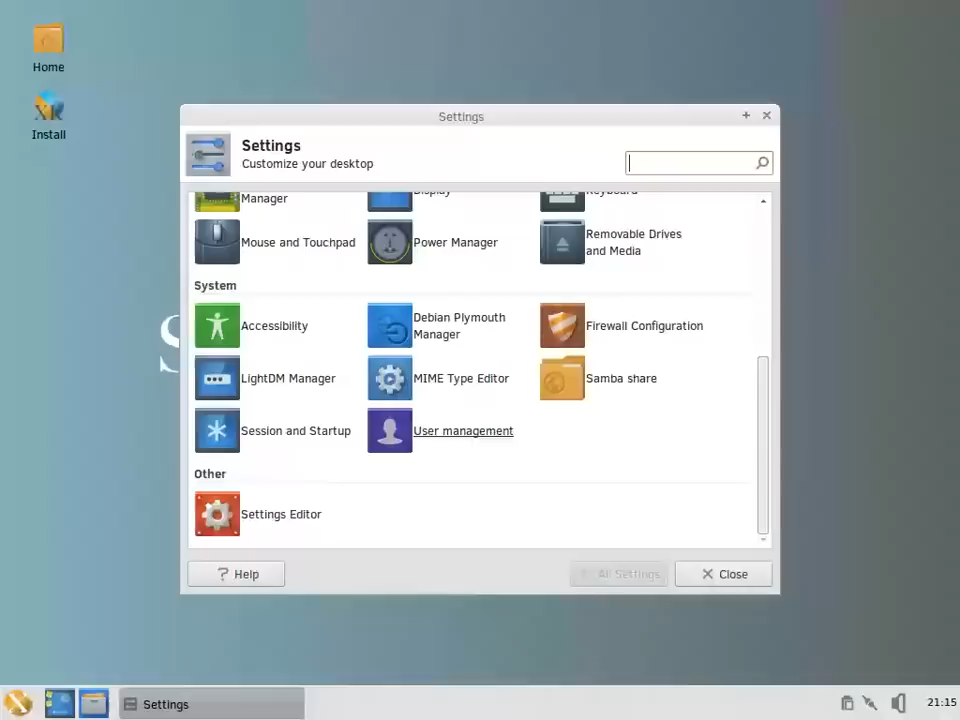 Home
Install
Settings
Settings
Customize your desktop
Manager
Display
Keyboard
Mouse and Touchpad
Power Manager
Removable Drives
and Media
System
Accessibility
Debian Plymouth
Manager
Firewall Configuration
LightDM Manager
MIME Type Editor
Samba share
Session and Startup
User management
Other
Settings Editor
S
? Help
All Settings
Close
Settings
21:15